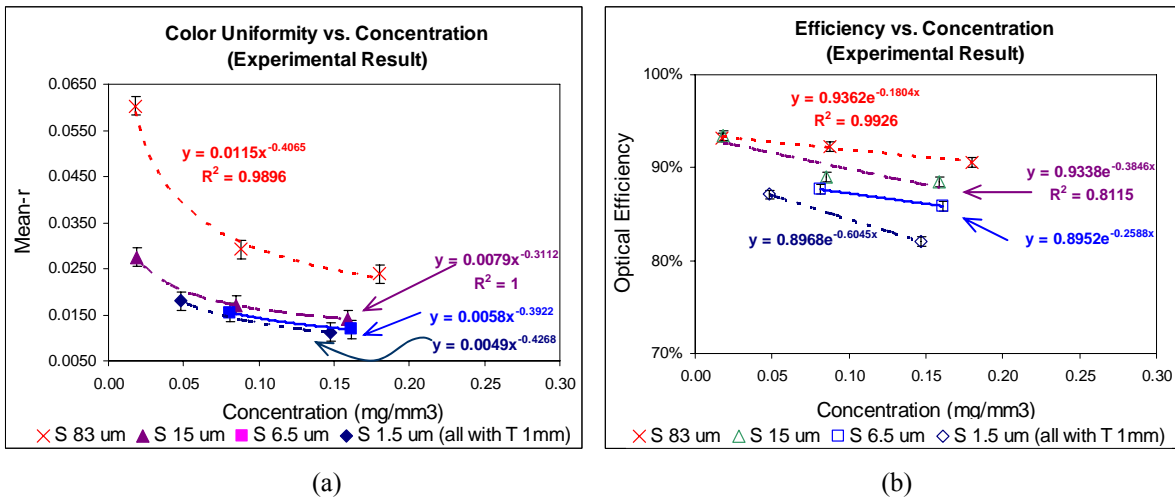 Color Uniformity vs. Concentration
(Experimental Result)
0.0650
0.0550
0.0450
0.0350
0.0250
0.0150
0.0050
Mean-r
y = 0.0115x^-0.4065
R² = 0.9896
y = 0.0079x^-0.3112
R² = 1
y = 0.0058x^-0.3922
y = 0.0049x^-0.4268
0.00 0.05 0.10 0.15 0.20 0.25 0.30
Concentration (mg/mm3)
S 83 um S 15 um S 6.5 um S 1.5 um (all with T 1mm)
(a)
Efficiency vs. Concentration
(Experimental Result)
100%
90%
80%
70%
Optical Efficiency
y = 0.9362e^-0.1804x
R² = 0.9926
y = 0.9338e^-0.3846x
R² = 0.8115
y = 0.8968e^-0.6045x
y = 0.8952e^-0.2588x
0.00 0.05 0.10 0.15 0.20 0.25 0.30
Concentration (mg/mm3)
S 83 um S 15 um S 6.5 um S 1.5 um (all with T 1mm)
(b)